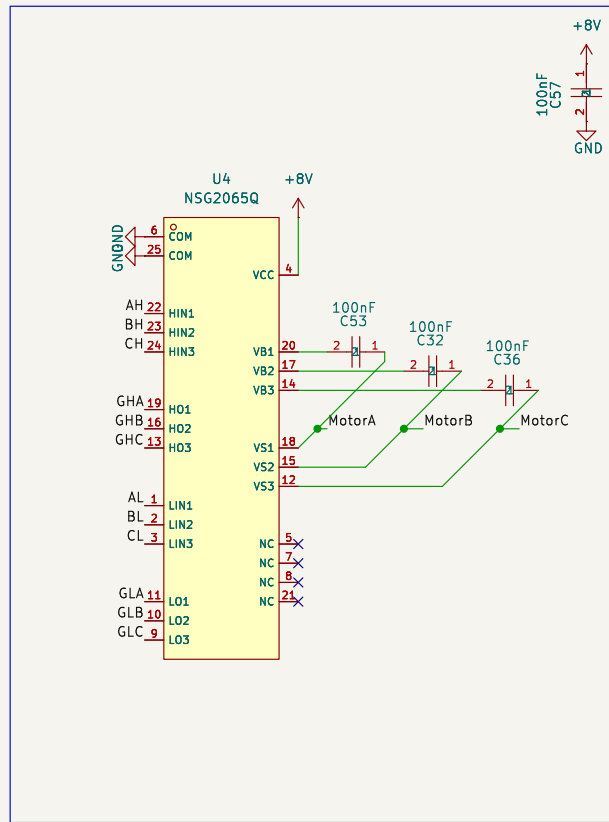 +8V
1
100nF
C57
2
GND
U4
NSG2065Q
+8V
GND
6
COM
GND
25
COM
VCC
4
AH
22
HIN1
BH
23
HIN2
CH
24
HIN3
VB1
20
2
1
100nF
C53
VB2
17
2
1
100nF
C32
VB3
14
2
1
100nF
C36
GHA
19
HO1
GHB
16
HO2
GHC
13
HO3
MotorA
MotorB
MotorC
VS1
18
VS2
15
VS3
12
AL
1
LIN1
BL
2
LIN2
CL
3
LIN3
NC
5
NC
7
NC
8
NC
21
GLA
11
LO1
GLB
10
LO2
GLC
9
LO3